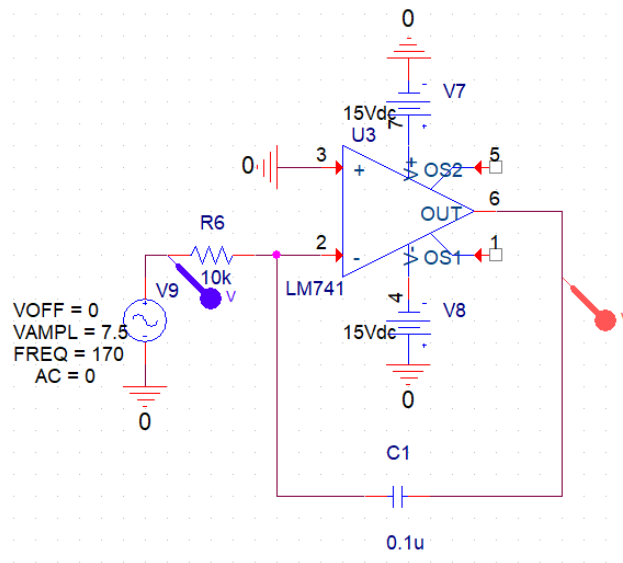 0
V7
15Vdc
7
U3
V+
OS2
5
0
3
+
OUT
6
R6
2
-
V-
OS1
1
10k
LM741
V
V9
4
V8
VOFF = 0
VAMPL = 7.5
FREQ = 170
AC = 0
15Vdc
0
0
C1
0.1u